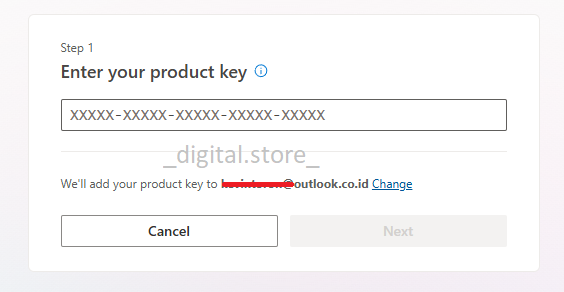 Step 1
Enter your product key
XXXXX-XXXXX-XXXXX-XXXXX-XXXXX
_digital.store_
We'll add your product key to @outlook.co.id Change
Cancel
Next